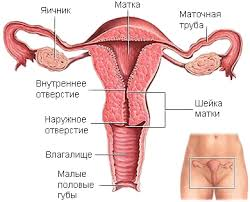 Яичник
Матка
Маточная
труба
Внутреннее
отверстие
Шейка
матки
Наружное
отверстие
Влагалище
Малые
половые
губы